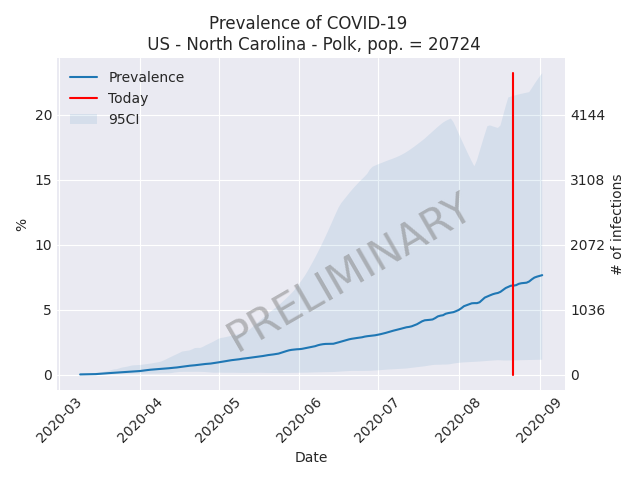 Prevalence of COVID-19
US - North Carolina - Polk, pop. = 20724
Prevalence
Today
95CI
%
20
15
10
5
0
4144
3108
2072
1036
0
# of infections
PRELIMINARY
2020-03
2020-04
2020-05
2020-06
2020-07
2020-08
2020-09
Date